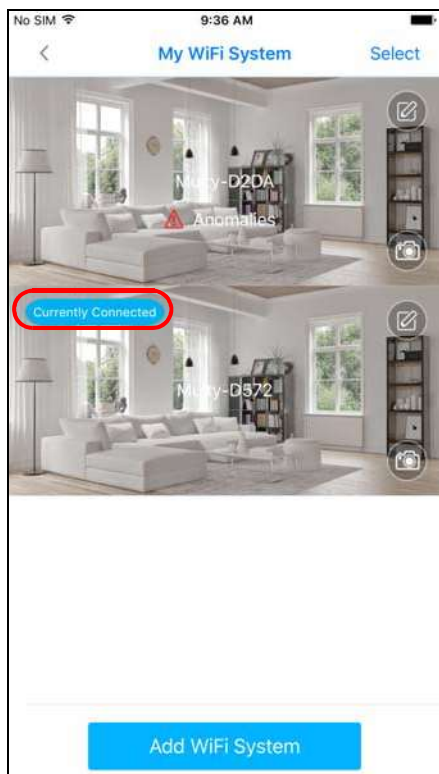 No SIM 9:36 AM
My WiFi System Select
Multy-D2DA
Anomalies
Currently Connected
Multy-D572
Add WiFi System